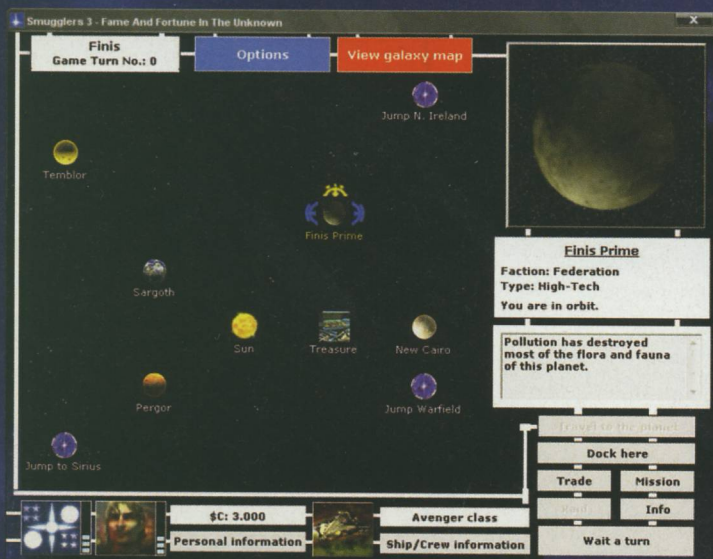 Smugglers 3 - Fame And Fortune In The Unknown
X
Finis
Game Turn No.: 0
Options
View galaxy map
Jump N. Ireland
Temblor
Finis Prime
Sargoth
Sun
Treasure
New Cairo
Pergor
Jump Warfield
Jump to Sirius
Finis Prime
Faction: Federation
Type: High-Tech
You are in orbit.
Pollution has destroyed
most of the flora and fauna
of this planet.
Travel to the planet
Dock here
Trade
Mission
Raid
Info
Wait a turn
$C: 3.000
Personal information
Avenger class
Ship/Crew information